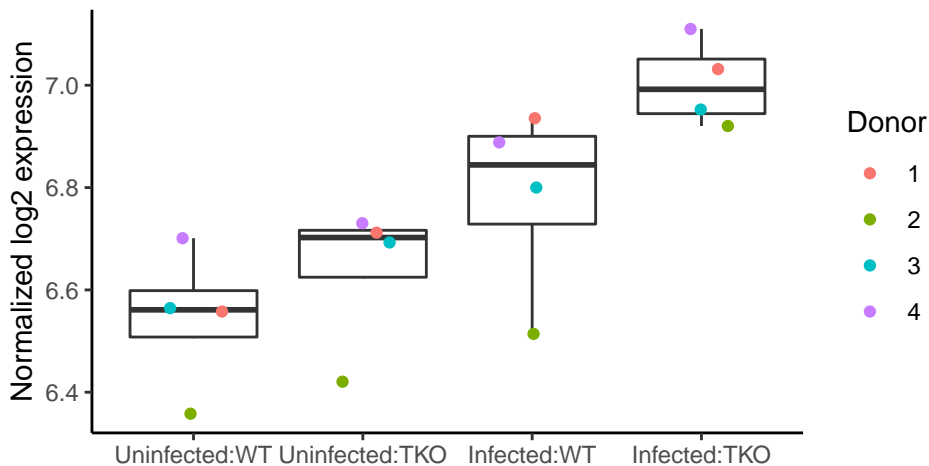 Normalized log2 expression
7.0
6.8
6.6
6.4
Uninfected:WT
Uninfected:TKO
Infected:WT
Infected:TKO
Donor
1
2
3
4